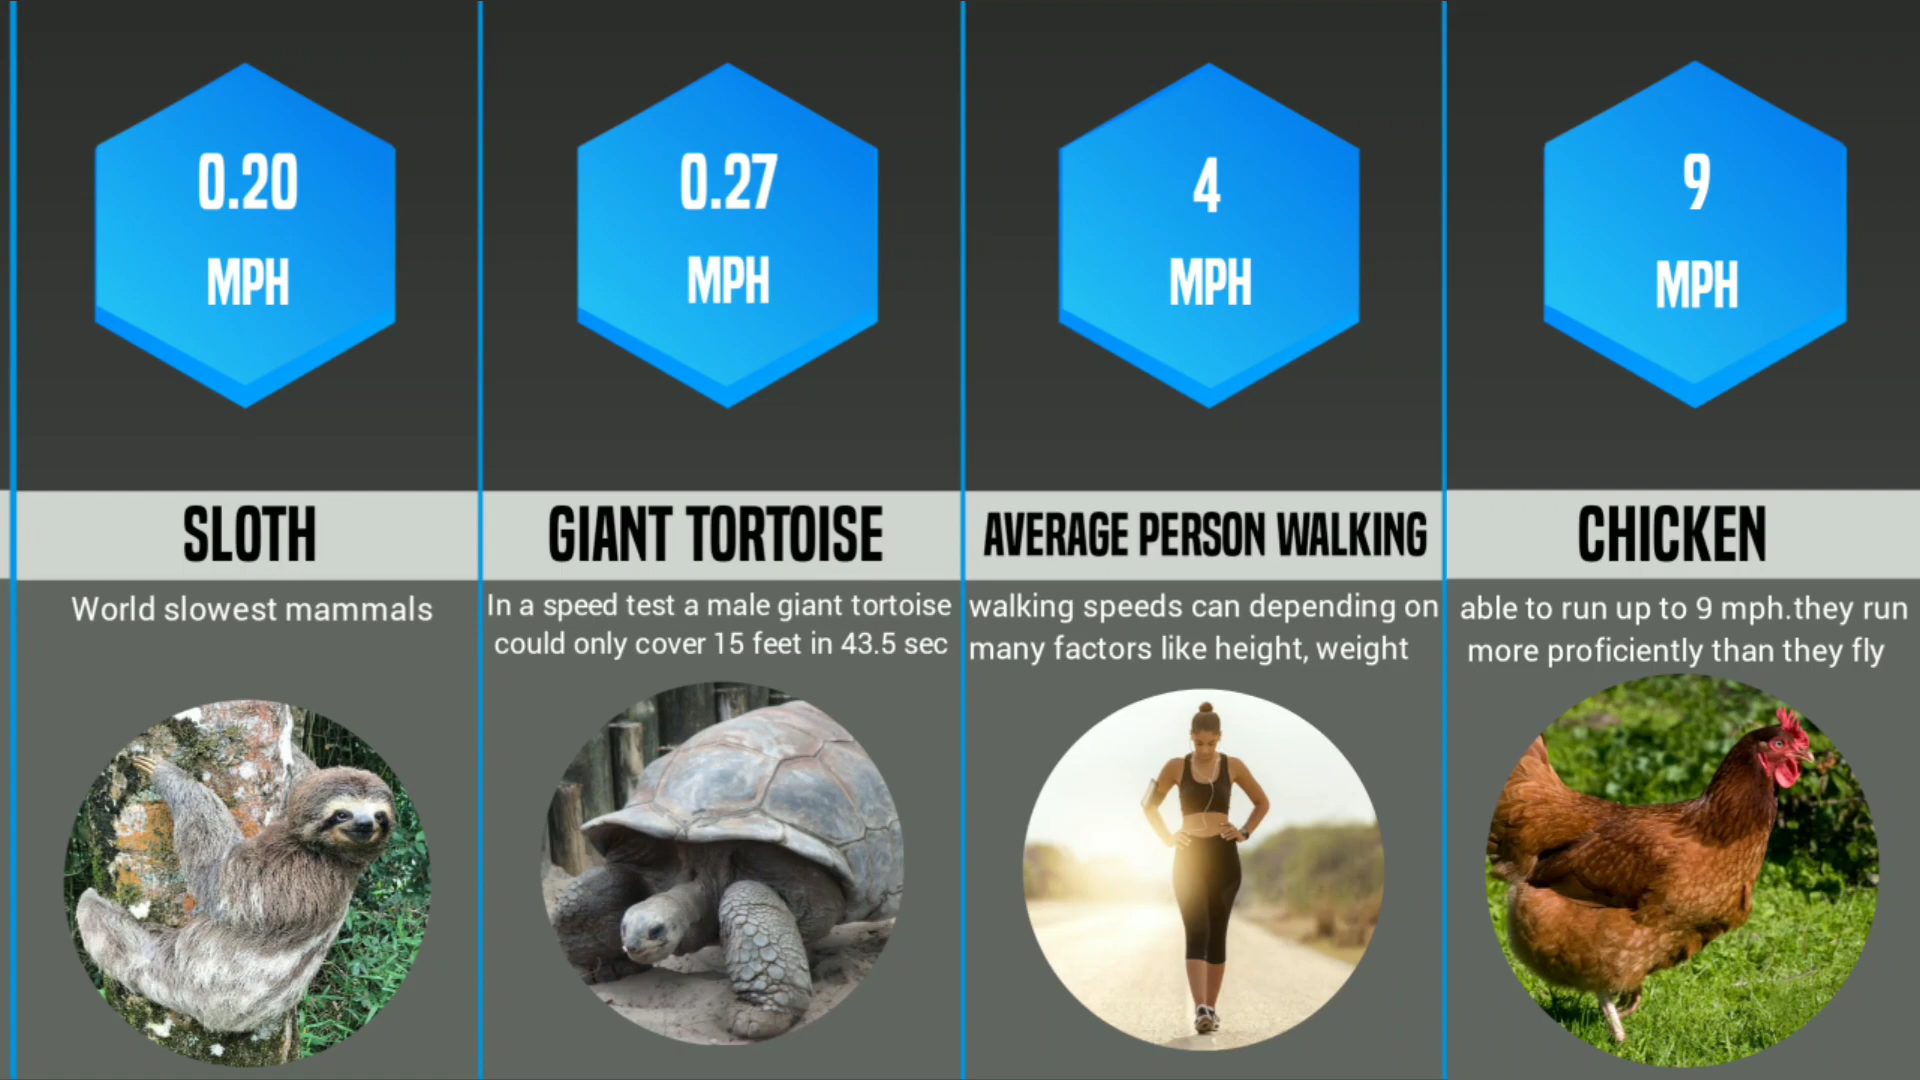 0.20
MPH
SLOTH
World slowest mammals
0.27
MPH
GIANT TORTOISE
In a speed test a male giant tortoise
could only cover 15 feet in 43.5 sec
4
MPH
AVERAGE PERSON WALKING
walking speeds can depending on
many factors like height, weight
9
MPH
CHICKEN
able to run up to 9 mph.they run
more proficiently than they fly